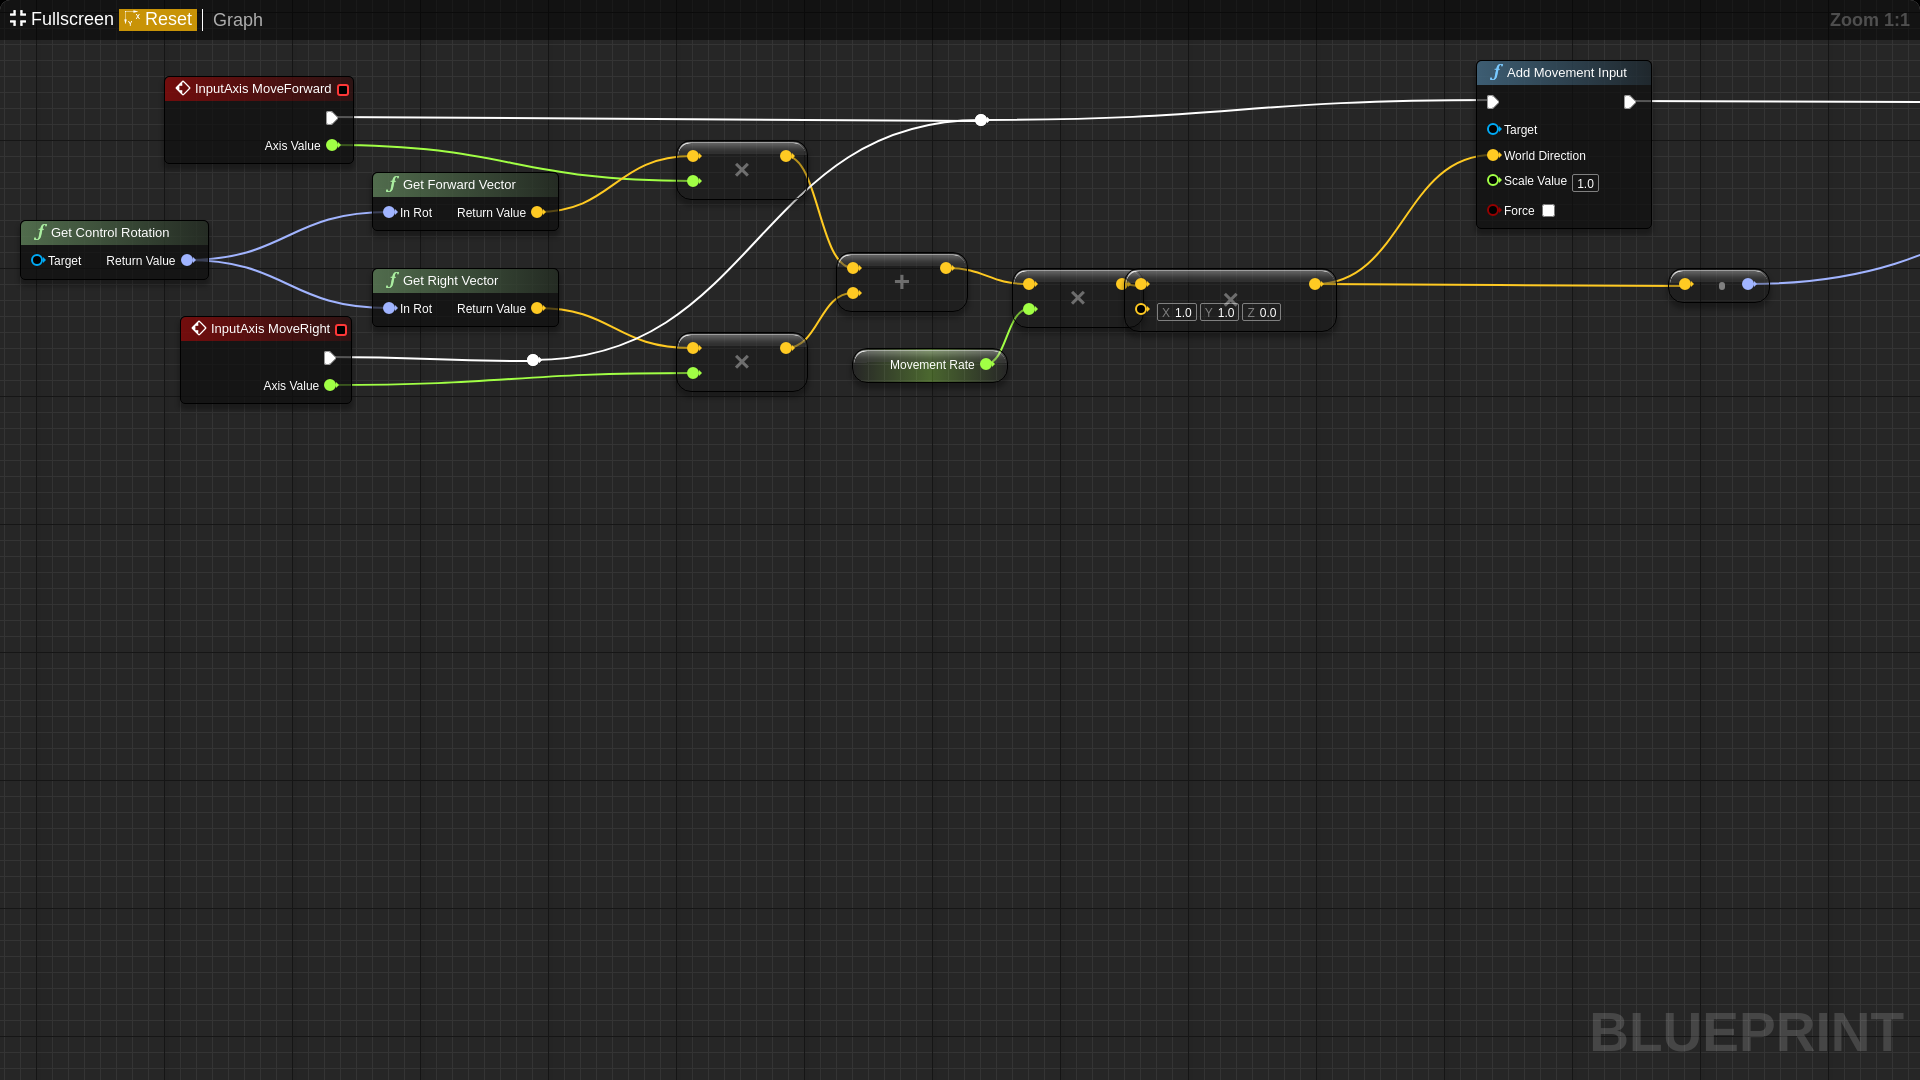 Fullscreen Reset Graph Zoom 1:1
InputAxis MoveForward
Axis Value
Get Forward Vector
In Rot Return Value
Get Control Rotation
Target Return Value
Get Right Vector
In Rot Return Value
InputAxis MoveRight
Axis Value
×
×
+
×
Movement Rate
×
X 1.0 Y 1.0 Z 0.0
Add Movement Input
Target
World Direction
Scale Value 1.0
Force
BLUEPRINT